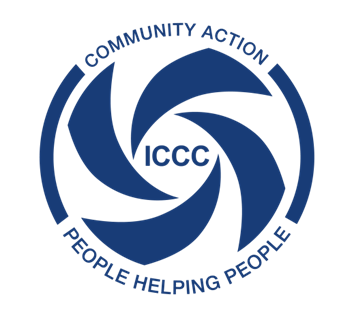 COMMUNITY ACTION
ICCC
PEOPLE HELPING PEOPLE